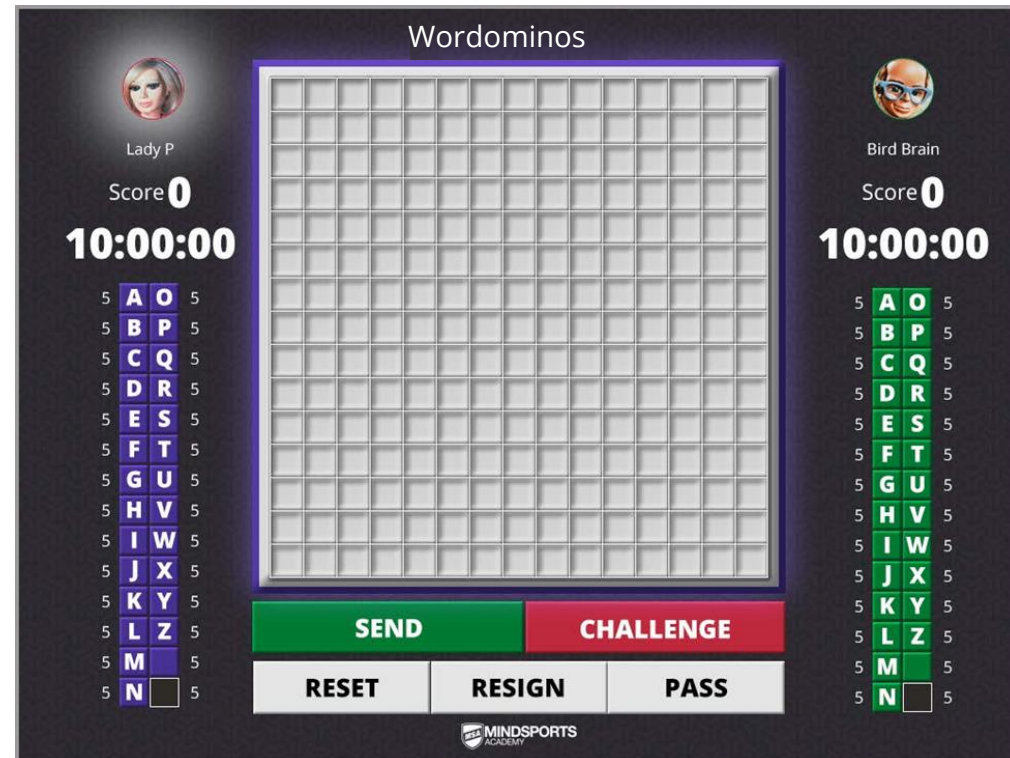 Wordominos
Lady P
Score 0
10:00:00
5 A O 5
5 B P 5
5 C Q 5
5 D R 5
5 E S 5
5 F T 5
5 G U 5
5 H V 5
5 I W 5
5 J X 5
5 K Y 5
5 L Z 5
5 M 5
5 N 5
Bird Brain
Score 0
10:00:00
5 A O 5
5 B P 5
5 C Q 5
5 D R 5
5 E S 5
5 F T 5
5 G U 5
5 H V 5
5 I W 5
5 J X 5
5 K Y 5
5 L Z 5
5 M 5
5 N 5
SEND
CHALLENGE
RESET
RESIGN
PASS
MSA MINDSPORTS
ACADEMY